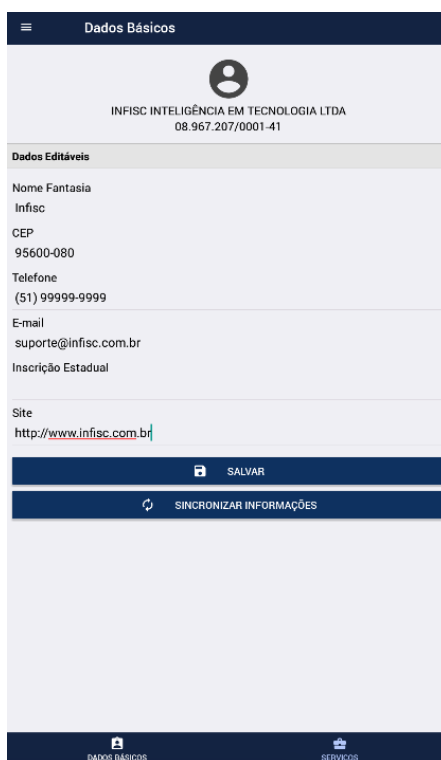 Dados Básicos
INFISC INTELIGÊNCIA EM TECNOLOGIA LTDA
08.967.207/0001-41
Dados Editáveis
Nome Fantasia
Infisc
CEP
95600-080
Telefone
(51) 99999-9999
E-mail
suporte@infisc.com.br
Inscrição Estadual
Site
http://www.infisc.com.br
SALVAR
SINCRONIZAR INFORMAÇÕES
DADOS BÁSICOS SERVIÇOS